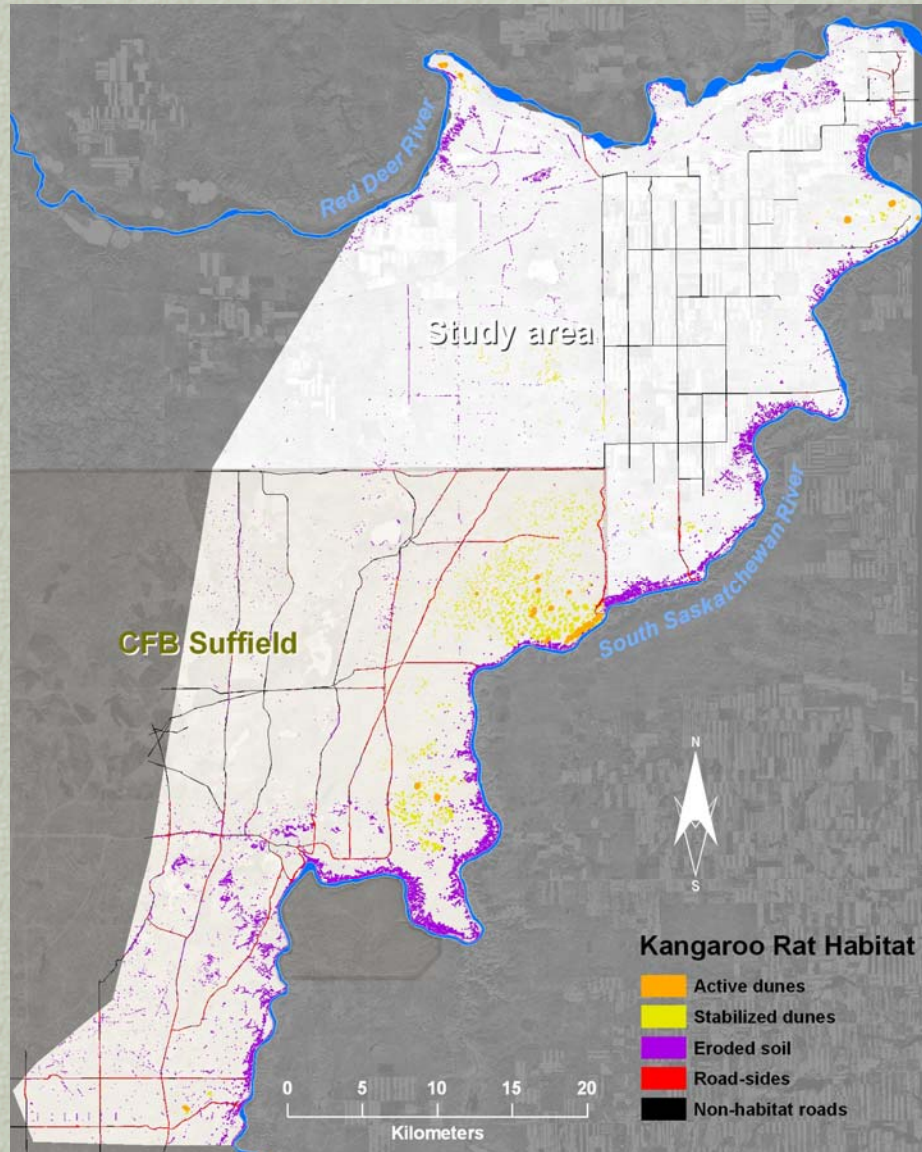 Red Deer River
Study area
South Saskatchewan River
CFB Suffield
N
S
Kangaroo Rat Habitat
Active dunes
Stabilized dunes
Eroded soil
Road-sides
Non-habitat roads
0 5 10 15 20
Kilometers